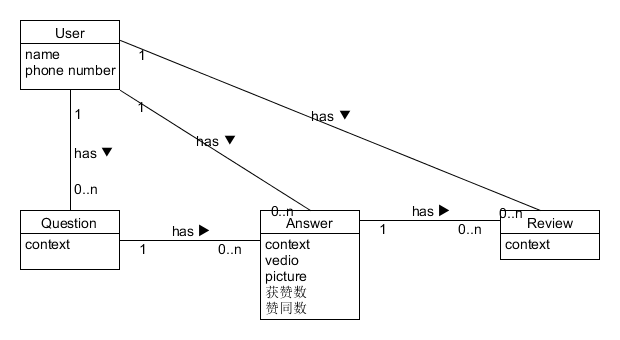 User
name
phone number
1
1
1
has ▼
has ▼
has ▼
0..n
0..n
0..n
Question
context
has ▶
1
0..n
Answer
context
vedio
picture
获赞数
赞同数
has ▶
1
0..n
Review
context